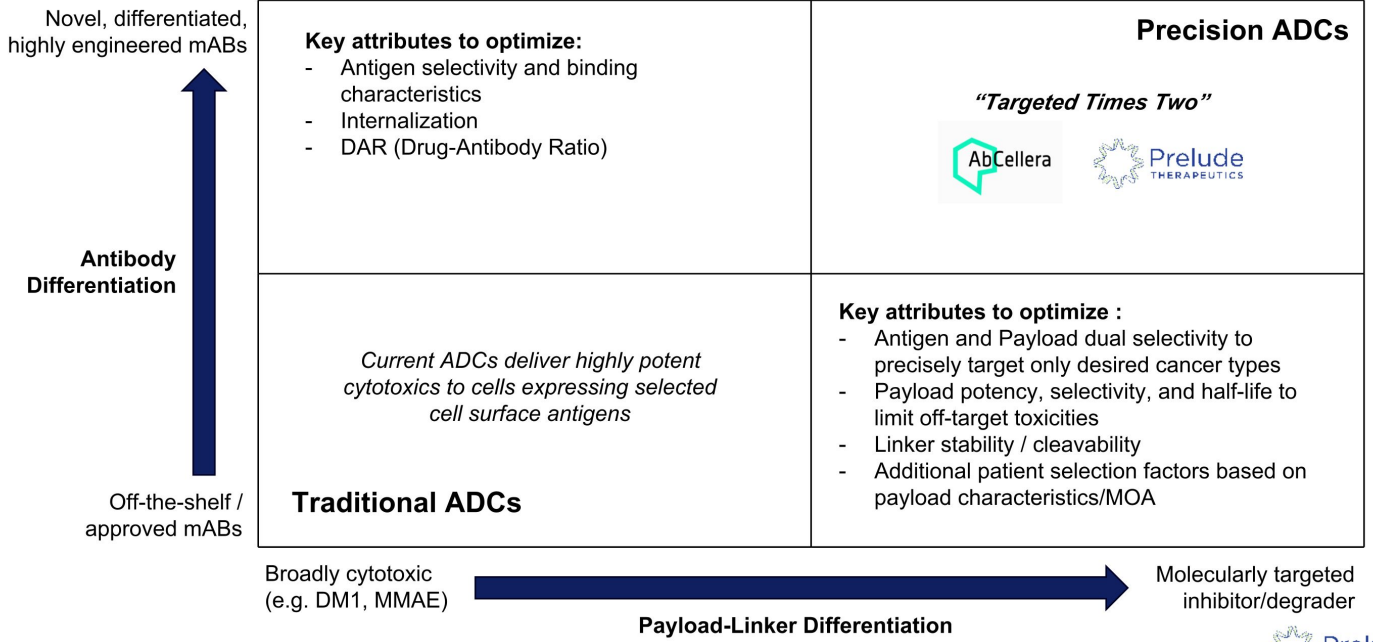 Novel, differentiated,
highly engineered mABs
Antibody
Differentiation
Off-the-shelf /
approved mABs
Key attributes to optimize:
- Antigen selectivity and binding
characteristics
- Internalization
- DAR (Drug-Antibody Ratio)
Precision ADCs
“Targeted Times Two”
AbCellera
Prelude
THERAPEUTICS
Current ADCs deliver highly potent
cytotoxics to cells expressing selected
cell surface antigens
Traditional ADCs
Key attributes to optimize :
- Antigen and Payload dual selectivity to
precisely target only desired cancer types
- Payload potency, selectivity, and half-life to
limit off-target toxicities
- Linker stability / cleavability
- Additional patient selection factors based on
payload characteristics/MOA
Broadly cytotoxic
(e.g. DM1, MMAE)
Payload-Linker Differentiation
Molecularly targeted
inhibitor/degrader